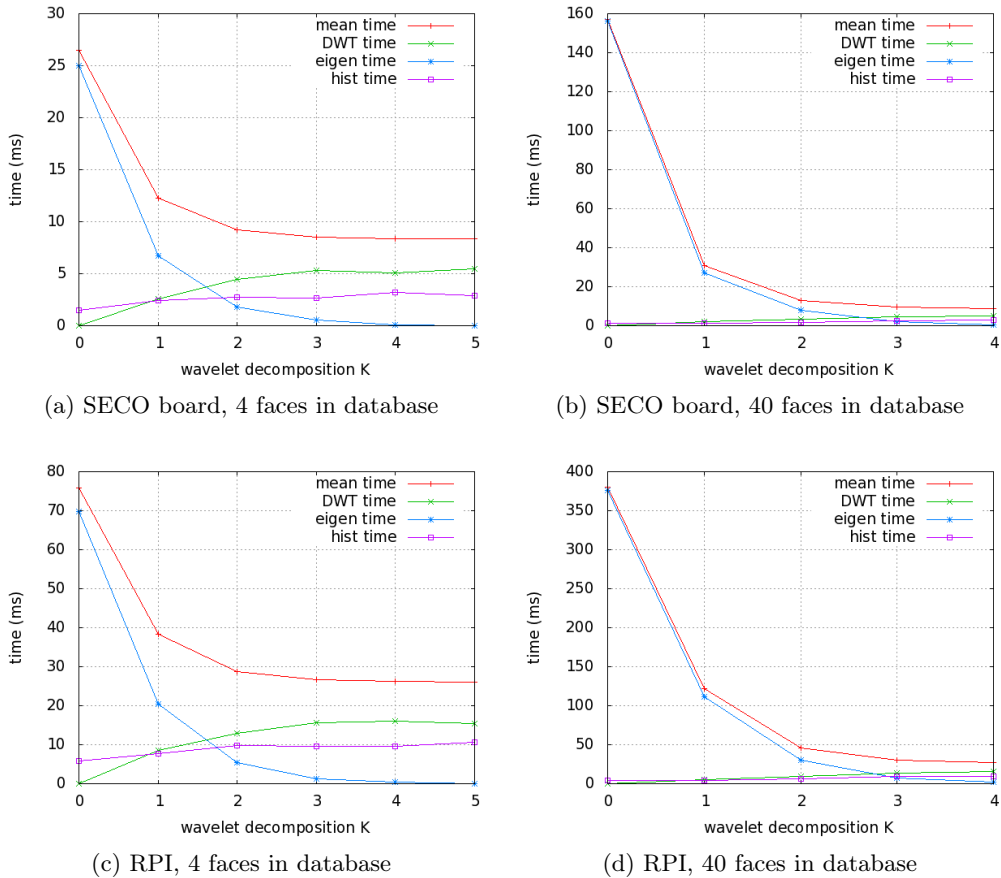 30
25
20
15
10
5
0
0 1 2 3 4 5
time (ms)
wavelet decomposition K
mean time
DWT time
eigen time
hist time
(a) SECO board, 4 faces in database
160
140
120
100
80
60
40
20
0
0 1 2 3 4
time (ms)
wavelet decomposition K
mean time
DWT time
eigen time
hist time
(b) SECO board, 40 faces in database
80
70
60
50
40
30
20
10
0
0 1 2 3 4 5
time (ms)
wavelet decomposition K
mean time
DWT time
eigen time
hist time
(c) RPI, 4 faces in database
400
350
300
250
200
150
100
50
0
0 1 2 3 4
time (ms)
wavelet decomposition K
mean time
DWT time
eigen time
hist time
(d) RPI, 40 faces in database